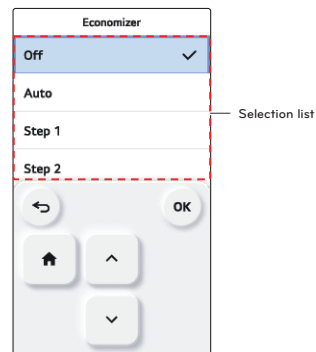 Economizer
Off
Auto
Selection list
Step 1
Step 2
OK